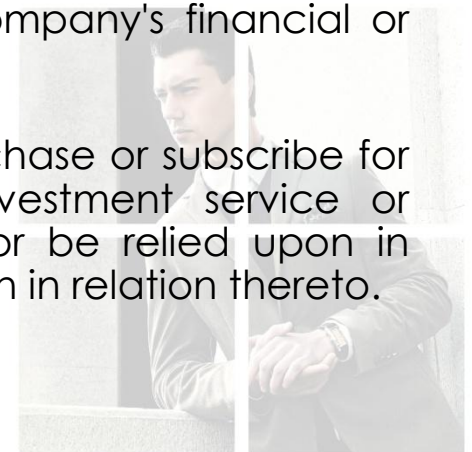 ompany's financial or
chase or subscribe for
vestment service or
or be relied upon in
n in relation thereto.